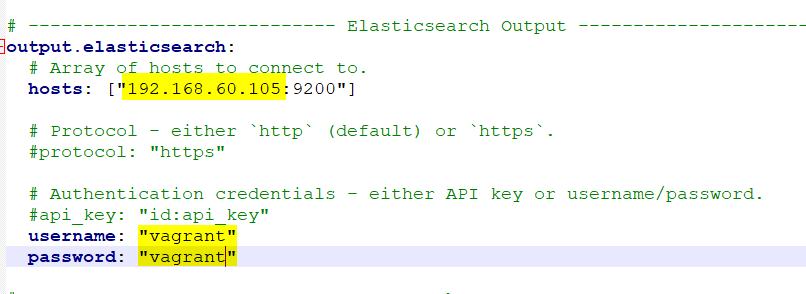 # ---------------------------- Elasticsearch Output ---------------------
output.elasticsearch:
# Array of hosts to connect to.
hosts: ["192.168.60.105:9200"]
# Protocol - either `http` (default) or `https`.
#protocol: "https"
# Authentication credentials - either API key or username/password.
#api_key: "id:api_key"
username: "vagrant"
password: "vagrant"